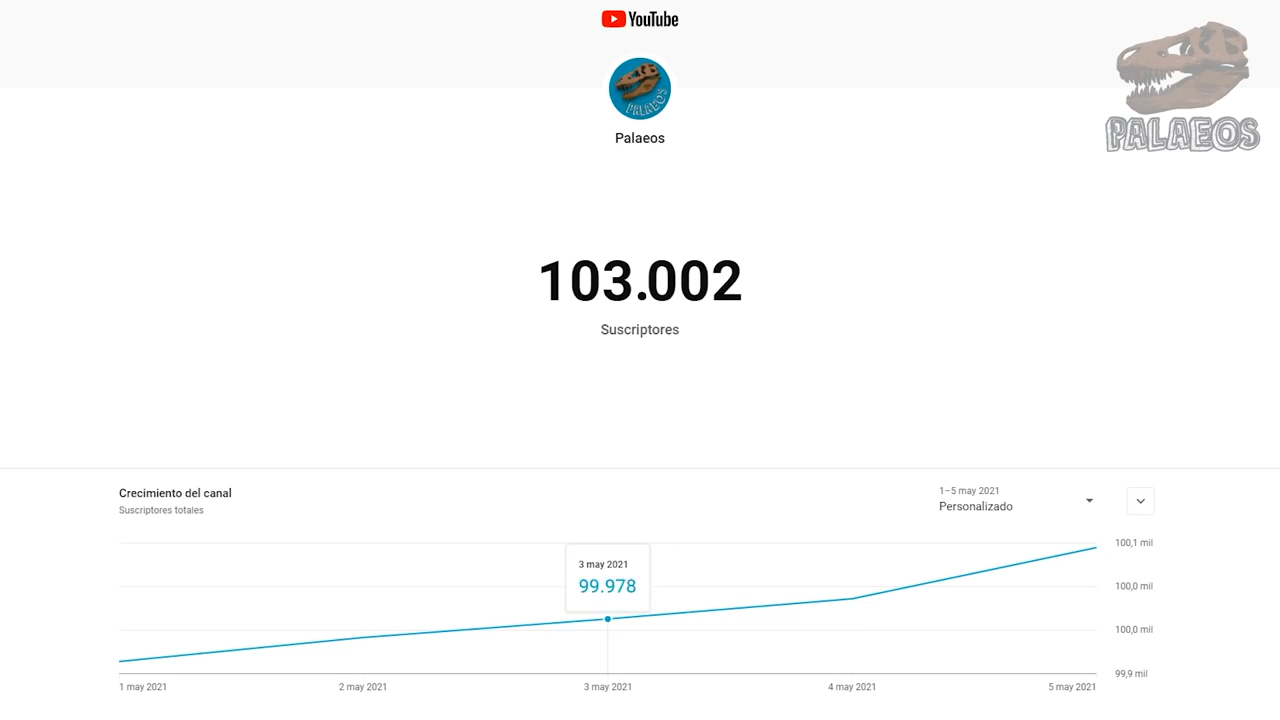 YouTube
PALAEOS
PALAEOS
Palaeos
103.002
Suscriptores
Crecimiento del canal
Suscriptores totales
1–5 may 2021
Personalizado
100,1 mil
3 may 2021
99.978
100,0 mil
100,0 mil
99,9 mil
1 may 2021
2 may 2021
3 may 2021
4 may 2021
5 may 2021